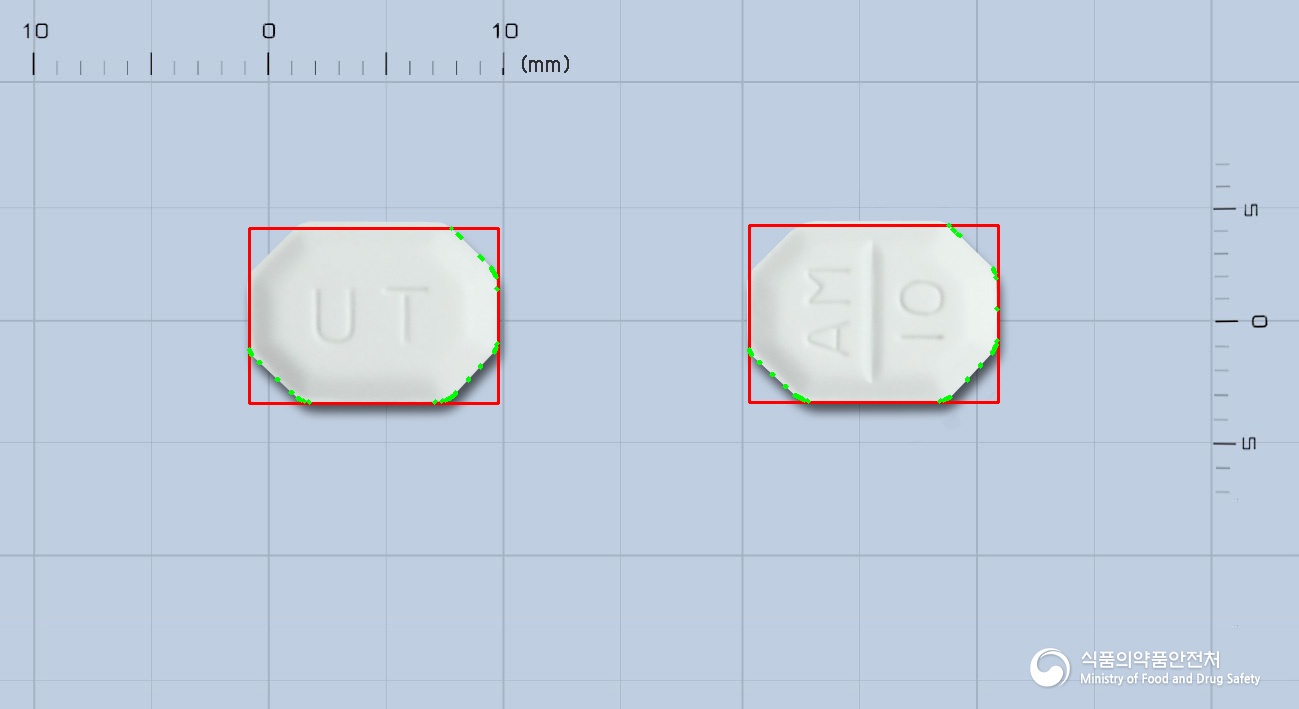 10 0 10 (mm)
UT
AM 10
5
0
5
식품의약품안전처
Ministry of Food and Drug Safety